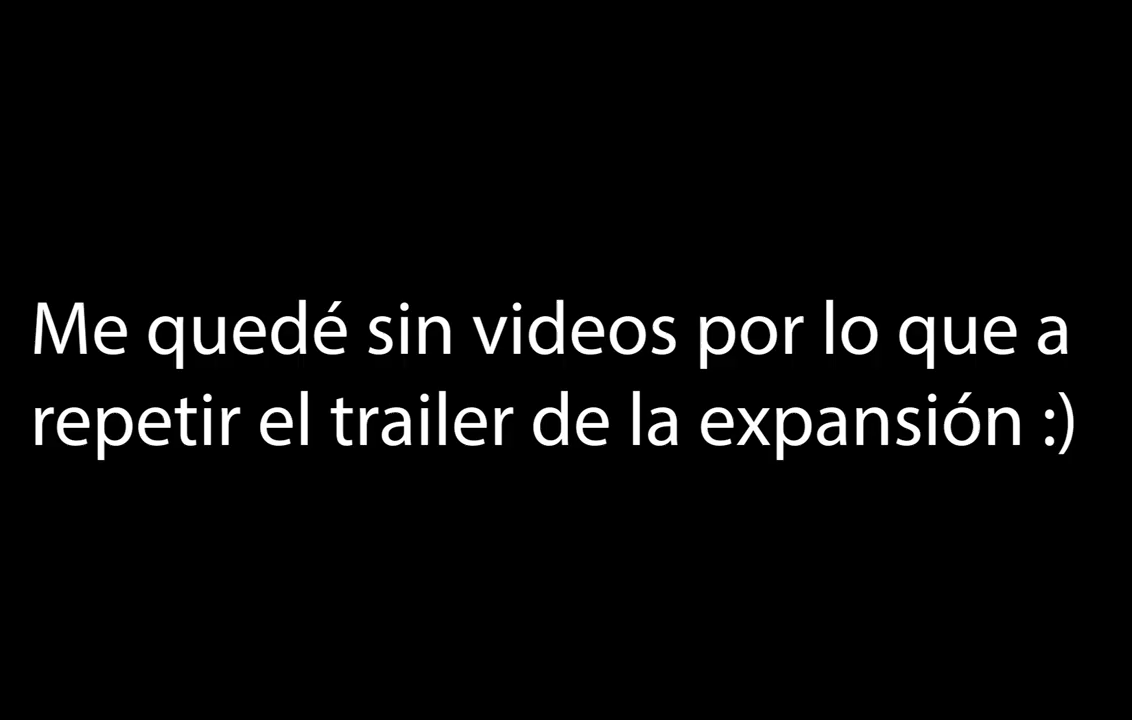 Me quedé sin videos por lo que a
repetir el trailer de la expansión :)